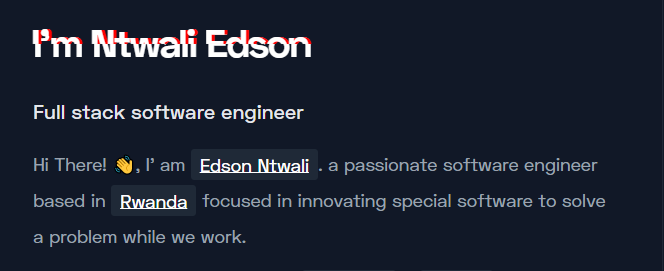 I'm Ntwali Edson
Full stack software engineer
Hi There! 👋, I' am Edson Ntwali . a passionate software engineer
based in Rwanda focused in innovating special software to solve
a problem while we work.